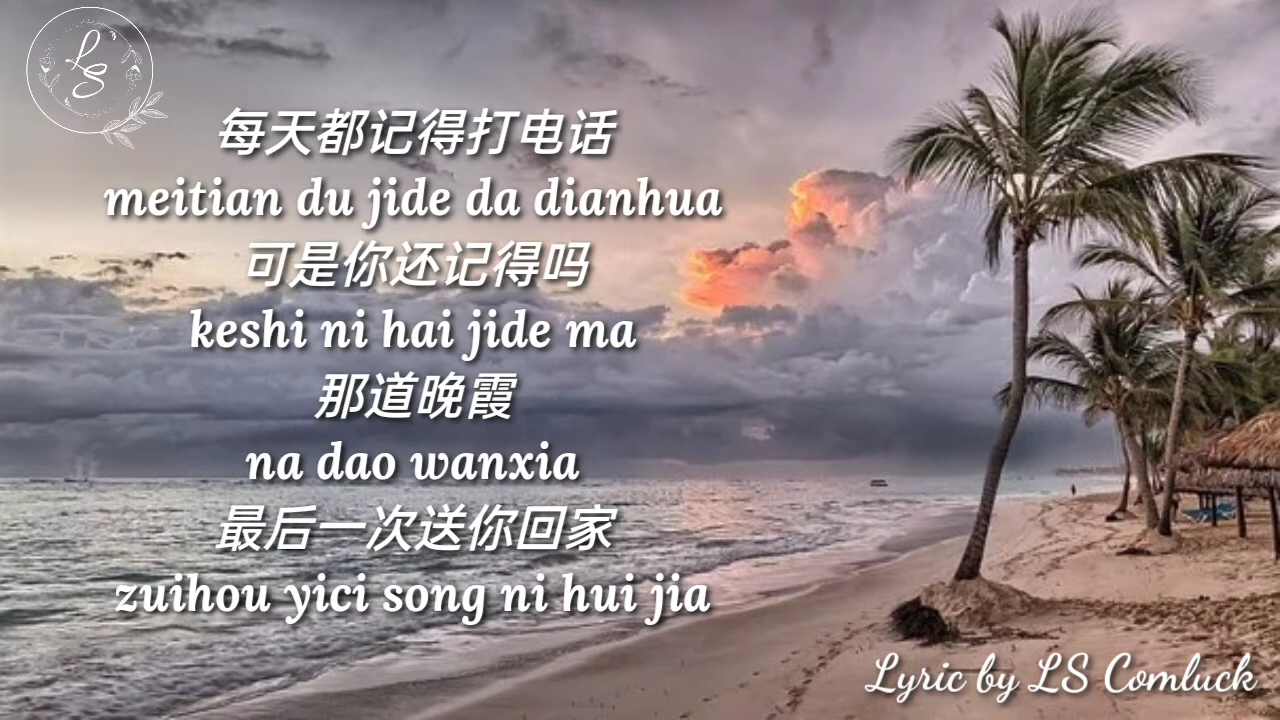 LS
每天都记得打电话
meitian du jide da dianhua
可是你还记得吗
keshi ni hai jide ma
那道晚霞
na dao wanxia
最后一次送你回家
zuihou yici song ni hui jia
Lyric by LS Comluck